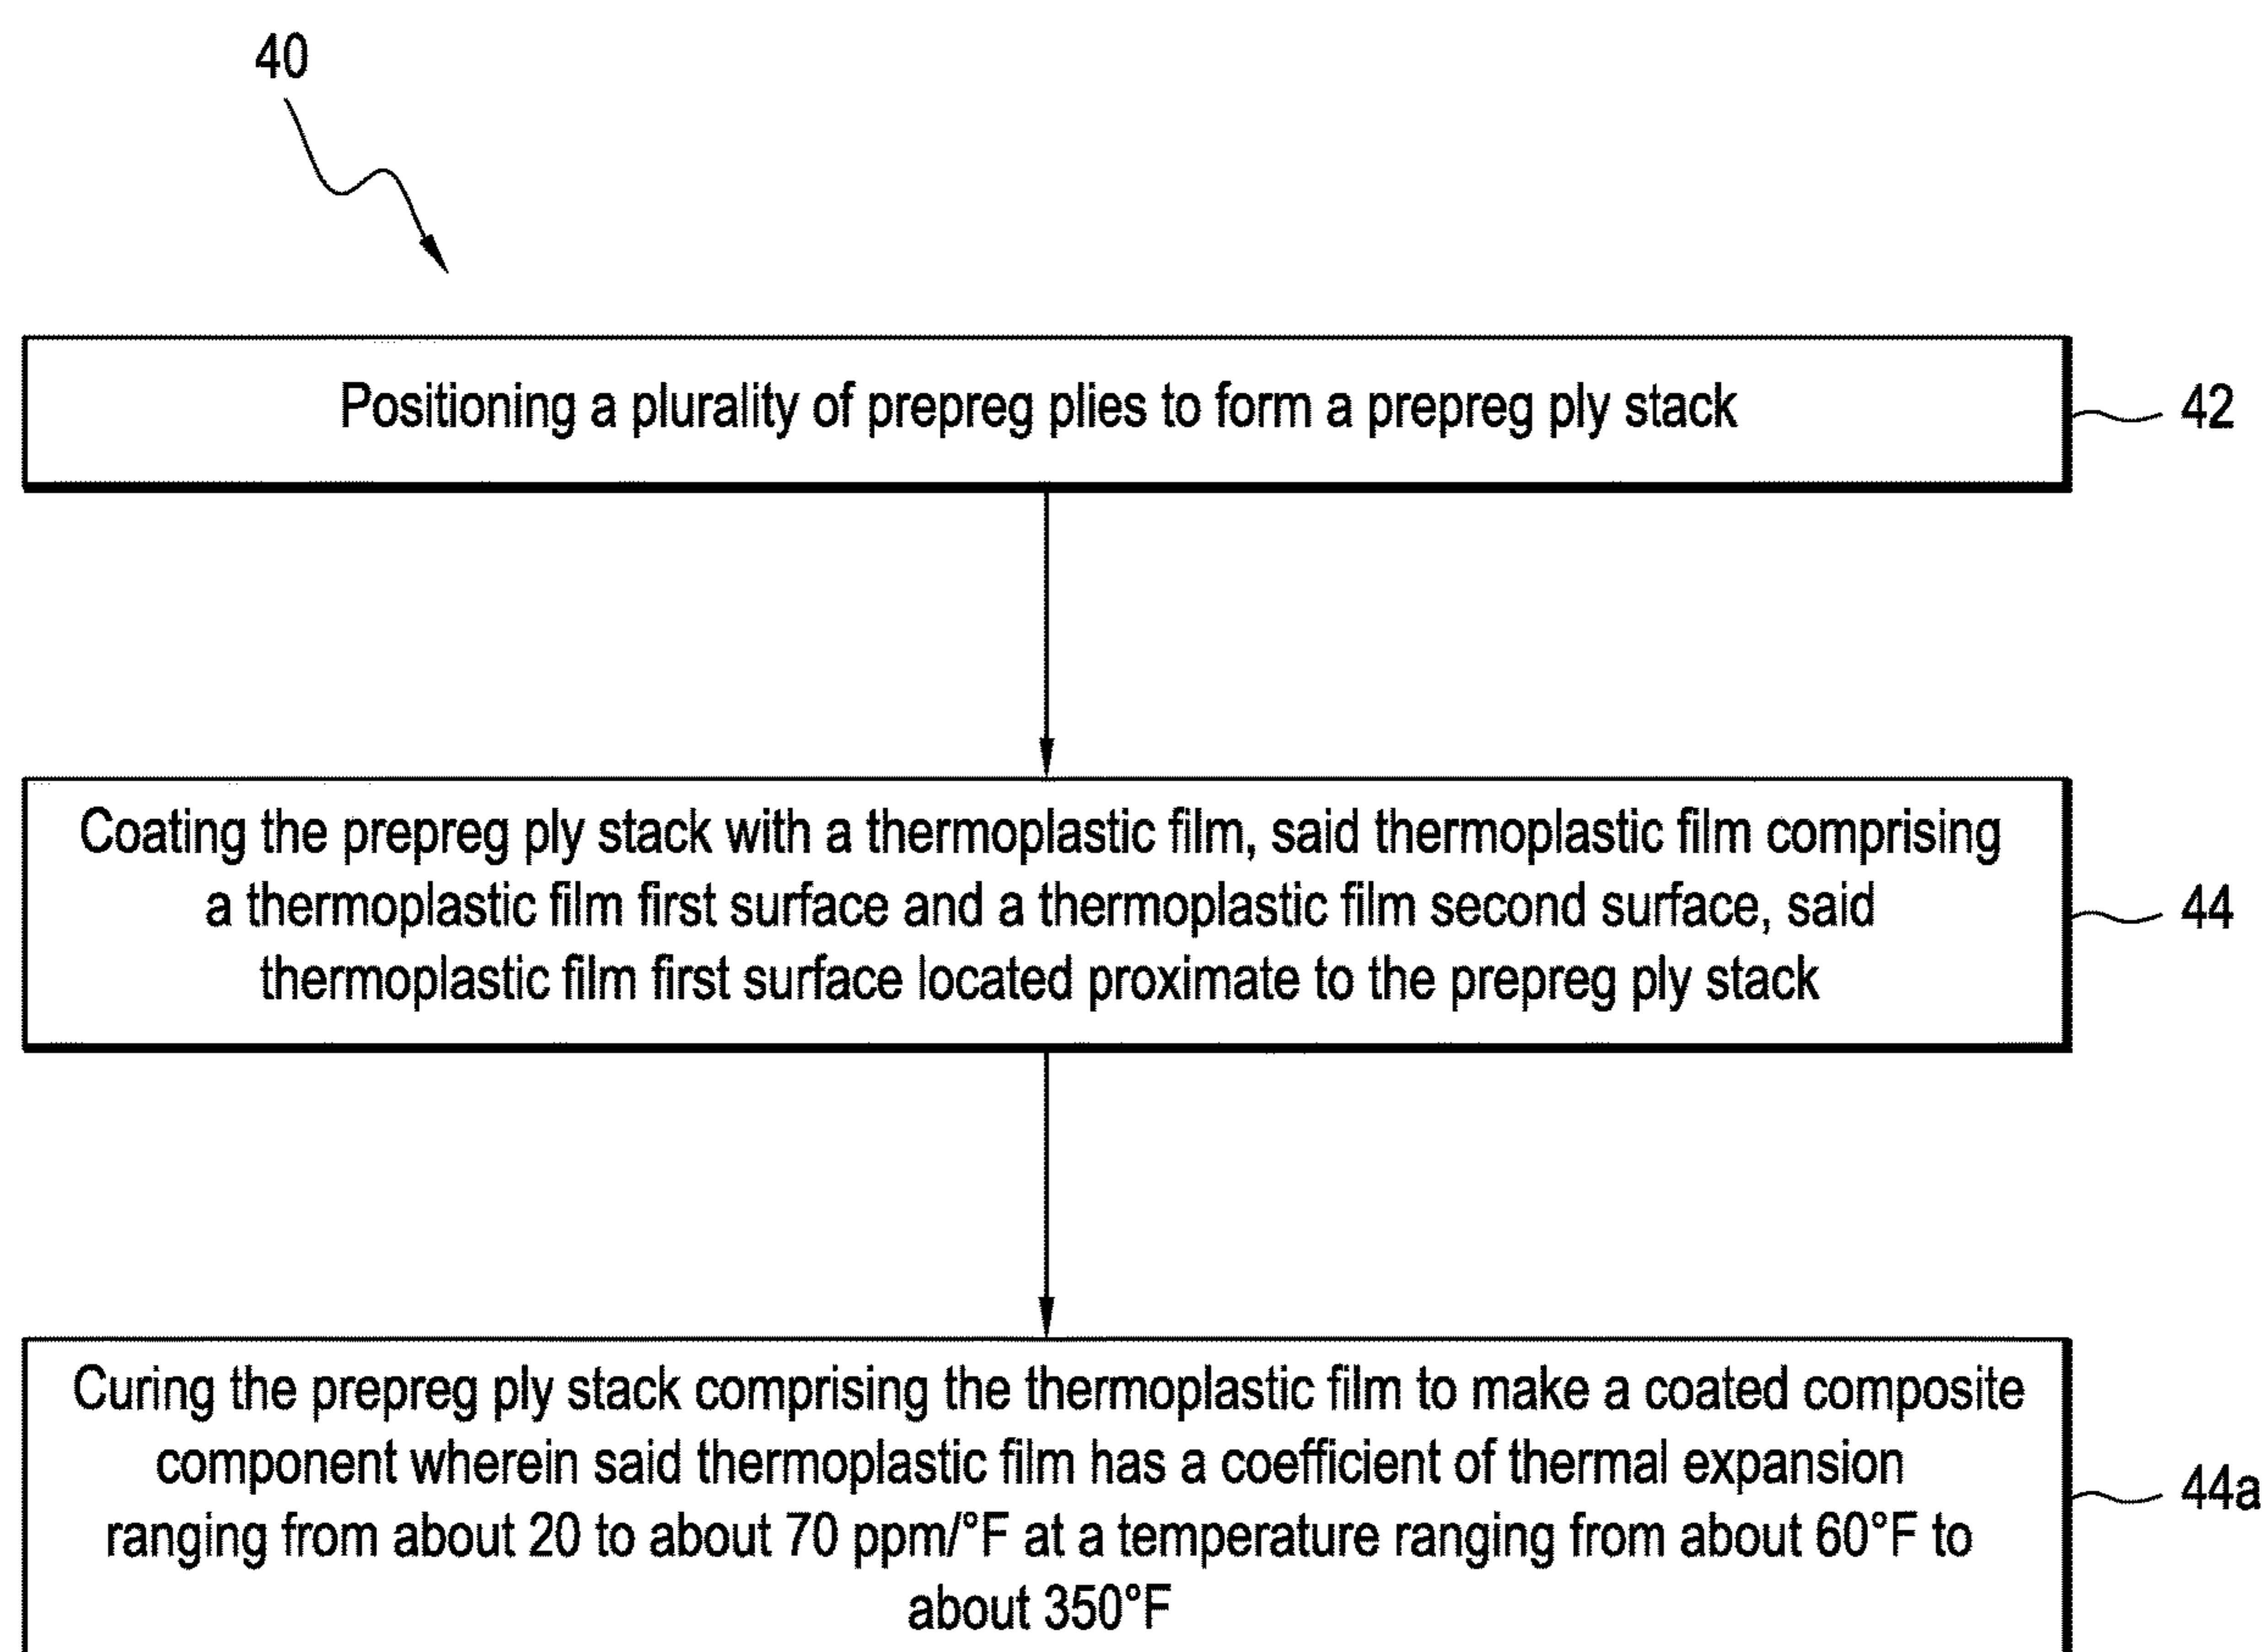 40
Positioning a plurality of prepreg plies to form a prepreg ply stack
42
Coating the prepreg ply stack with a thermoplastic film, said thermoplastic film comprising
a thermoplastic film first surface and a thermoplastic film second surface, said
thermoplastic film first surface located proximate to the prepreg ply stack
44
Curing the prepreg ply stack comprising the thermoplastic film to make a coated composite
component wherein said thermoplastic film has a coefficient of thermal expansion
ranging from about 20 to about 70 ppm/°F at a temperature ranging from about 60°F to
about 350°F
44a